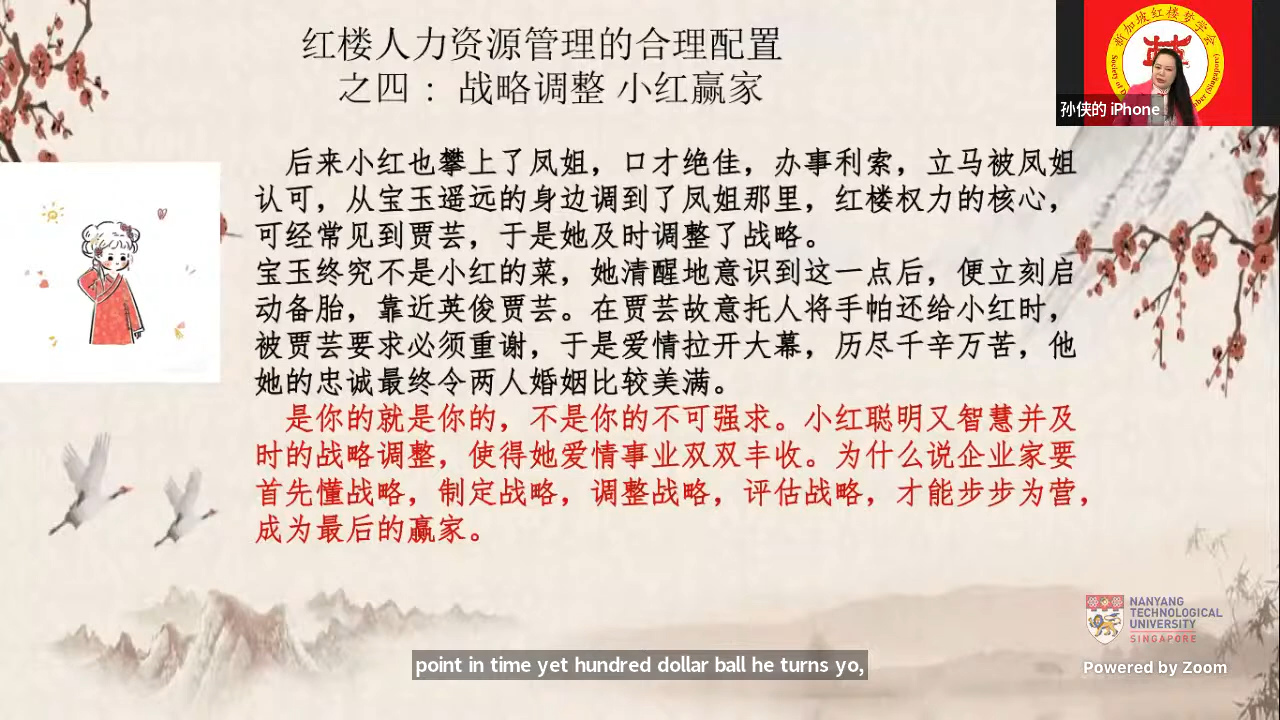 红楼人力资源管理的合理配置
之四 ：战略调整 小红赢家
新加坡红楼梦学会
孙侠的 iPhone
后来小红也攀上了凤姐，口才绝佳，办事利索，立马被凤姐
认可，从宝玉遥远的身边调到了凤姐那里，红楼权力的核心，
可经常见到贾芸，于是她及时调整了战略。
宝玉终究不是小红的菜，她清醒地意识到这一点后，便立刻启
动备胎，靠近英俊贾芸。在贾芸故意托人将手帕还给小红时，
被贾芸要求必须重谢，于是爱情拉开大幕，历尽千辛万苦，他
她的忠诚最终令两人婚姻比较美满。
是你的就是你的，不是你的不可强求。小红聪明又智慧并及
时的战略调整，使得她爱情事业双双丰收。为什么说企业家要
首先懂战略，制定战略，调整战略，评估战略，才能步步为营，
成为最后的赢家。
NANYANG
TECHNOLOGICAL
UNIVERSITY
SINGAPORE
point in time yet hundred dollar ball he turns yo,
Powered by Zoom